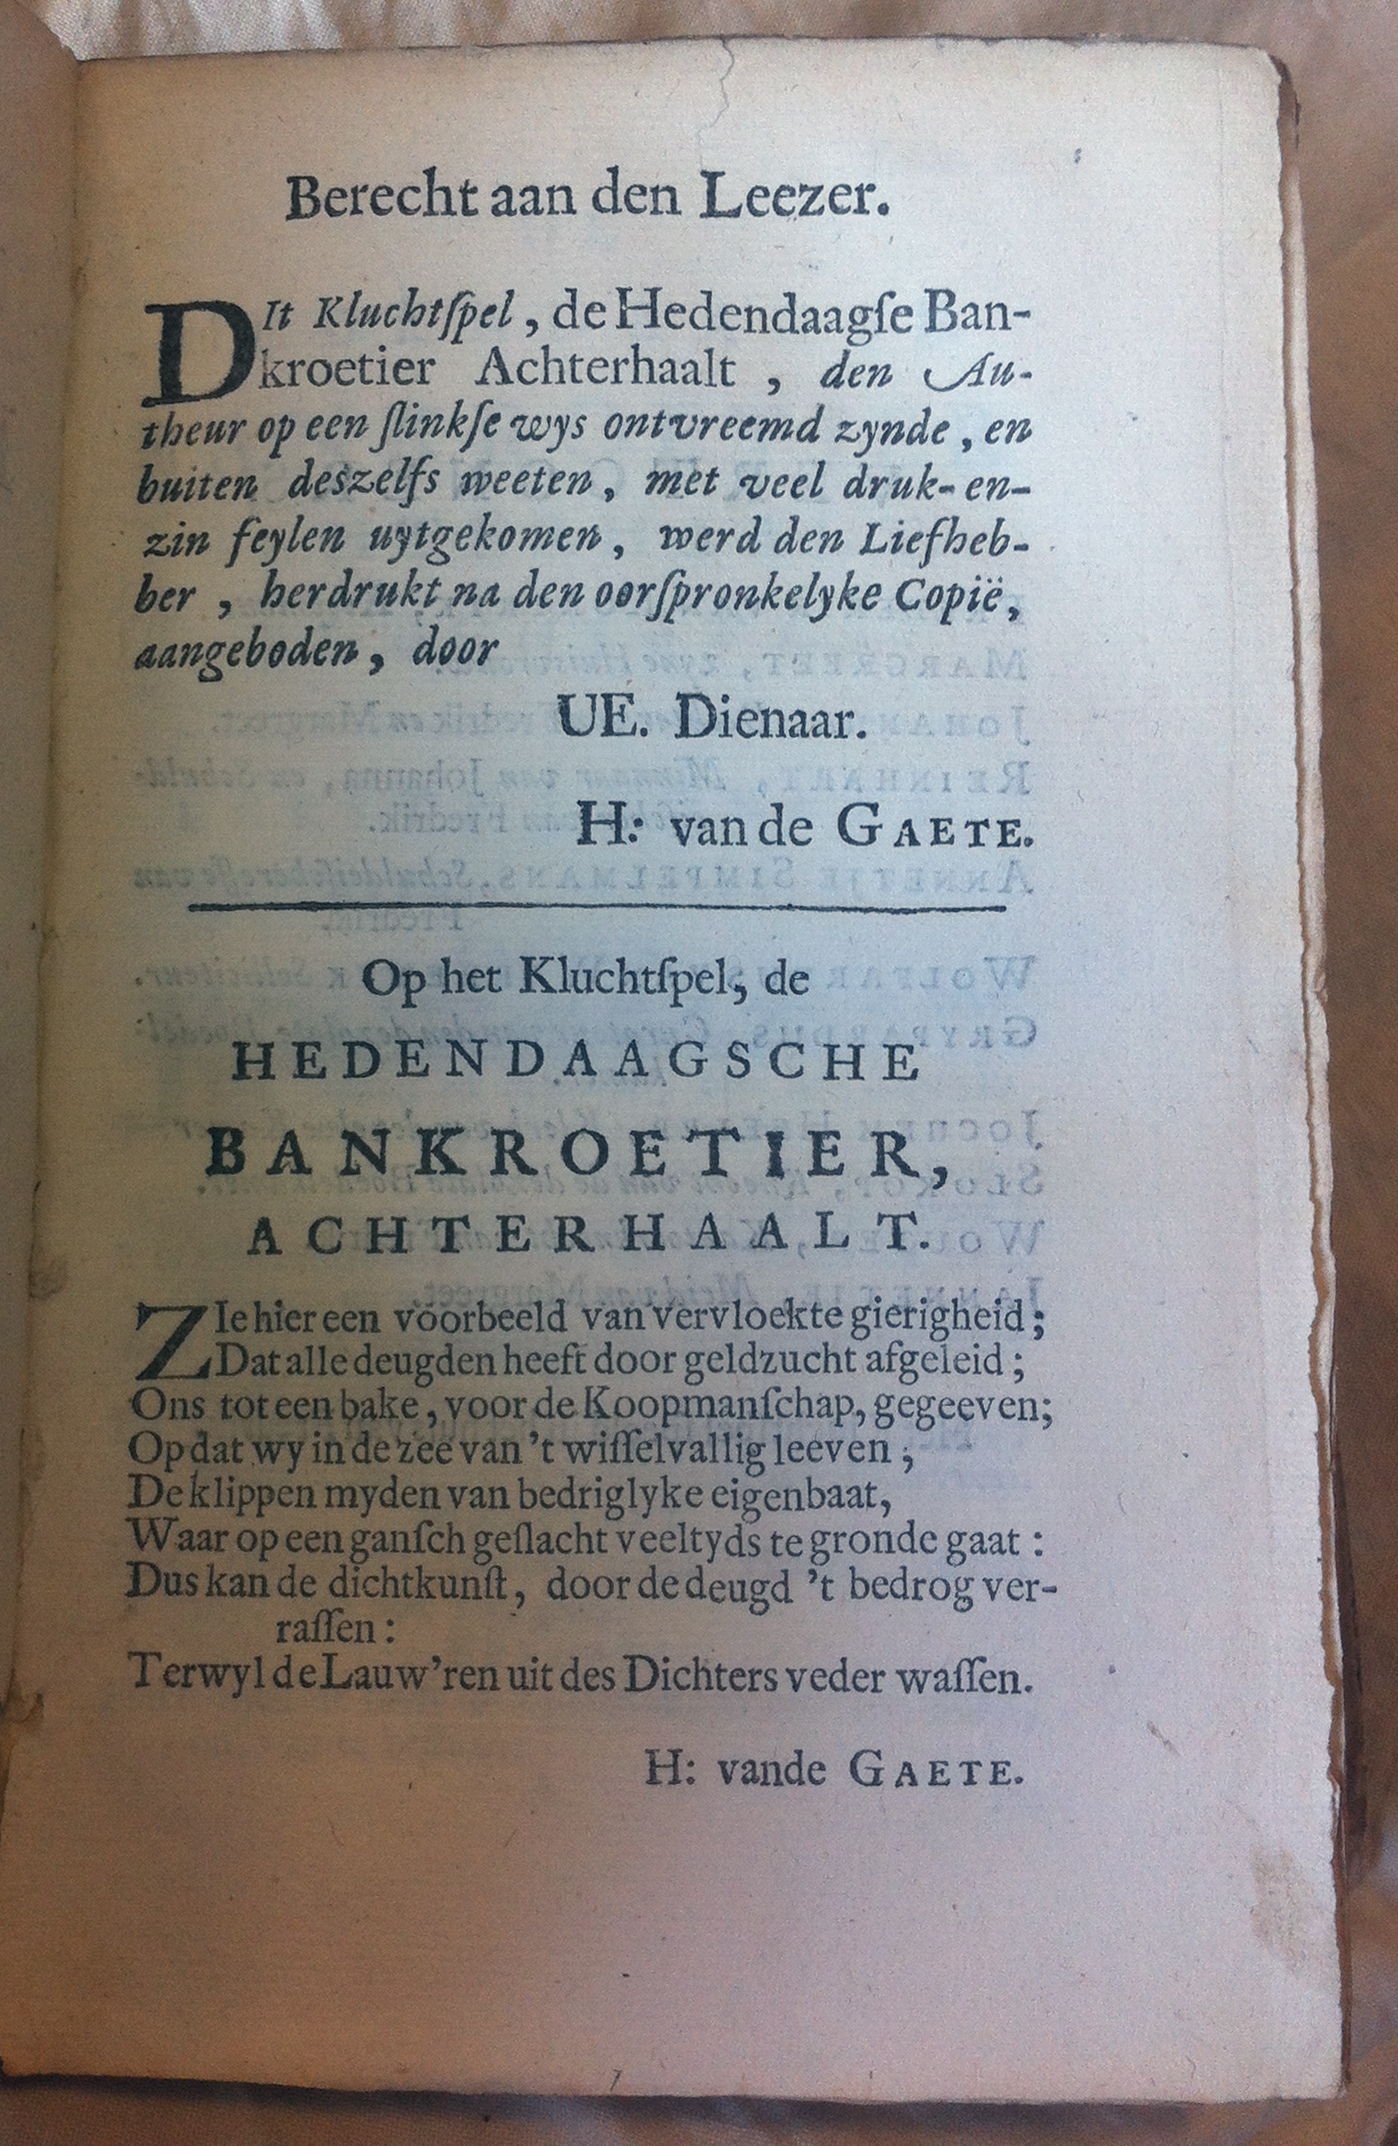 Berecht aan den Leezer.
DIt Kluchtſpel, de Hedendaagſe Ban-
kroetier Achterhaalt, den Au-
theur op een ſlinkſe wys ontvreemd zynde, en
buiten deszelfs weeten, met veel druk- en-
zin feylen uytgekomen, werd den Liefheb-
ber, herdrukt na den oorſpronkelyke Copië,
aangeboden, door
UE. Dienaar.
H: van de GAETE.
Op het Kluchtſpel, de
HEDENDAAGSCHE
BANKROETIER,
ACHTERHAALT.
ZIe hier een voorbeeld van vervloekte gierigheid;
Dat alle deugden heeft door geldzucht afgeleid;
Ons tot een bake, voor de Koopmanſchap, gegeeven;
Op dat wy in de zee van 't wiſſelvallig leeven;
De klippen myden van bedriglyke eigenbaat,
Waar op een ganſch geſlacht veeltyds te gronde gaat:
Dus kan de dichtkunſt, door de deugd 't bedrog ver-
raſſen:
Terwyl de Lauw'ren uit des Dichters veder waſſen.
H: vande GAETE.